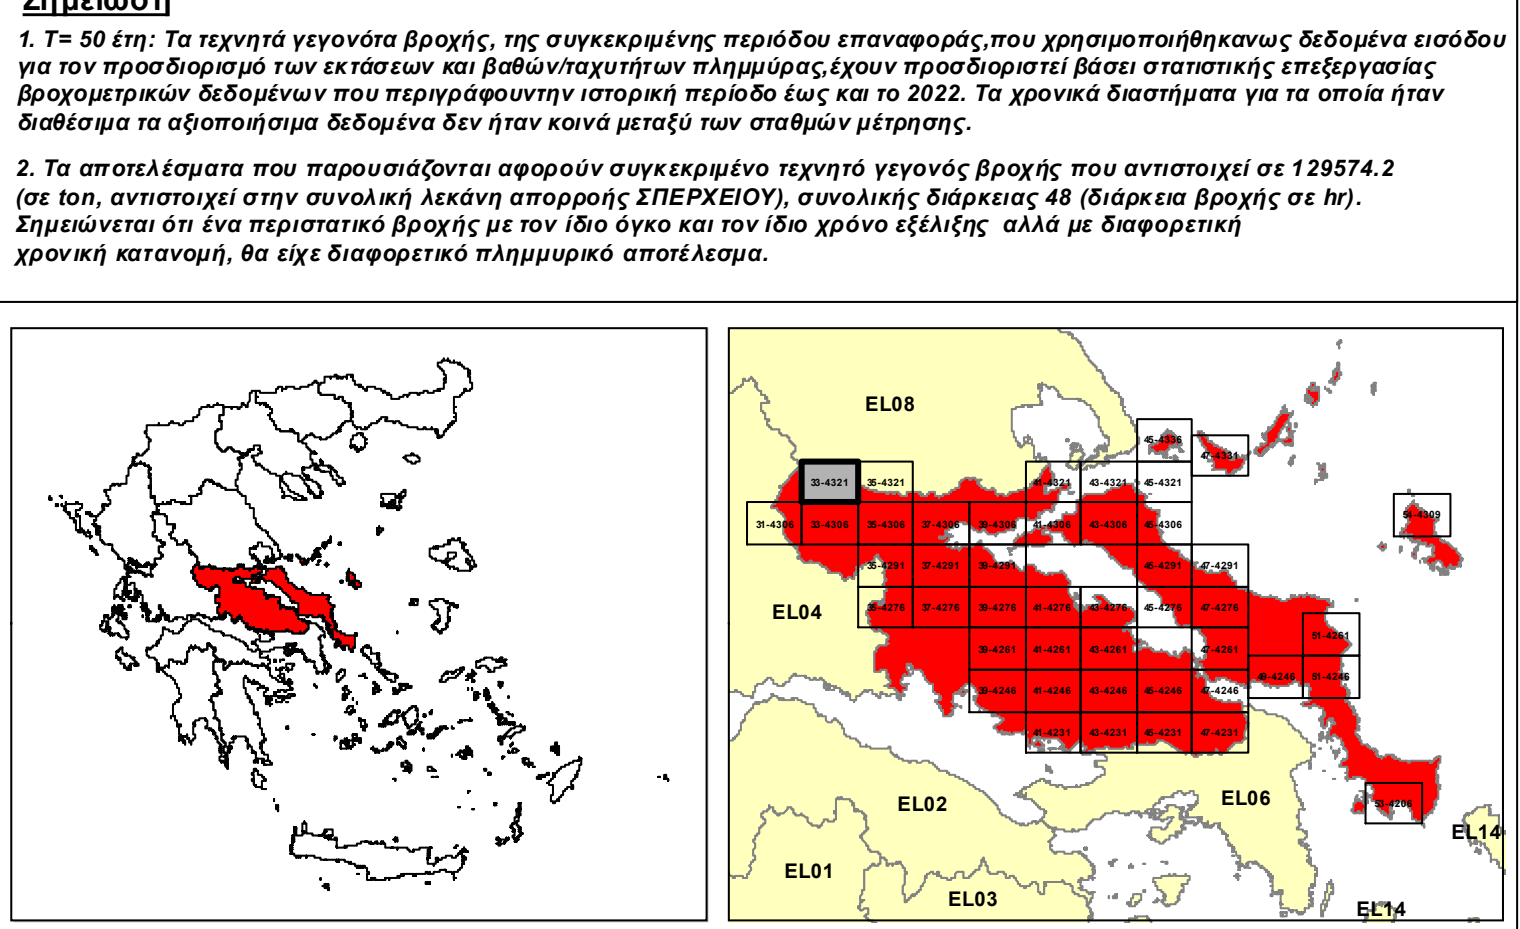 Σημείωση
1. Τ= 50 έτη: Τα τεχνητά γεγονότα βροχής, της συγκεκριμένης περιόδου επαναφοράς,που χρησιμοποιήθηκανως δεδομένα εισόδου
για τον προσδιορισμό των εκτάσεων και βαθών/ταχυτήτων πλημμύρας,έχουν προσδιοριστεί βάσει στατιστικής επεξεργασίας
βροχομετρικών δεδομένων που περιγράφουντην ιστορική περίοδο έως και το 2022. Τα χρονικά διαστήματα για τα οποία ήταν
διαθέσιμα τα αξιοποιήσιμα δεδομένα δεν ήταν κοινά μεταξύ των σταθμών μέτρησης.
2. Τα αποτελέσματα που παρουσιάζονται αφορούν συγκεκριμένο τεχνητό γεγονός βροχής που αντιστοιχεί σε 129574.2
(σε ton, αντιστοιχεί στην συνολική λεκάνη απορροής ΣΠΕΡΧΕΙΟΥ), συνολικής διάρκειας 48 (διάρκεια βροχής σε hr).
Σημειώνεται ότι ένα περιστατικό βροχής με τον ίδιο όγκο και τον ίδιο χρόνο εξέλιξης αλλά με διαφορετική
χρονική κατανομή, θα είχε διαφορετικό πλημμυρικό αποτέλεσμα.
EL08
45-4336
47-4331
33-4321 35-4321 41-4321 43-4321 45-4321
54-4309
31-4306 33-4306 35-4306 37-4306 39-4306 41-4306 43-4306 45-4306
35-4291 37-4291 39-4291 45-4291 47-4291
EL04
35-4276 37-4276 39-4276 41-4276 43-4276 45-4276 47-4276
39-4261 41-4261 43-4261 47-4261 51-4261
39-4246 41-4246 43-4246 45-4246 47-4246 49-4246 51-4246
41-4231 43-4231 45-4231 47-4231
EL02
EL06
53-4206
EL14
EL01
EL03
EL14